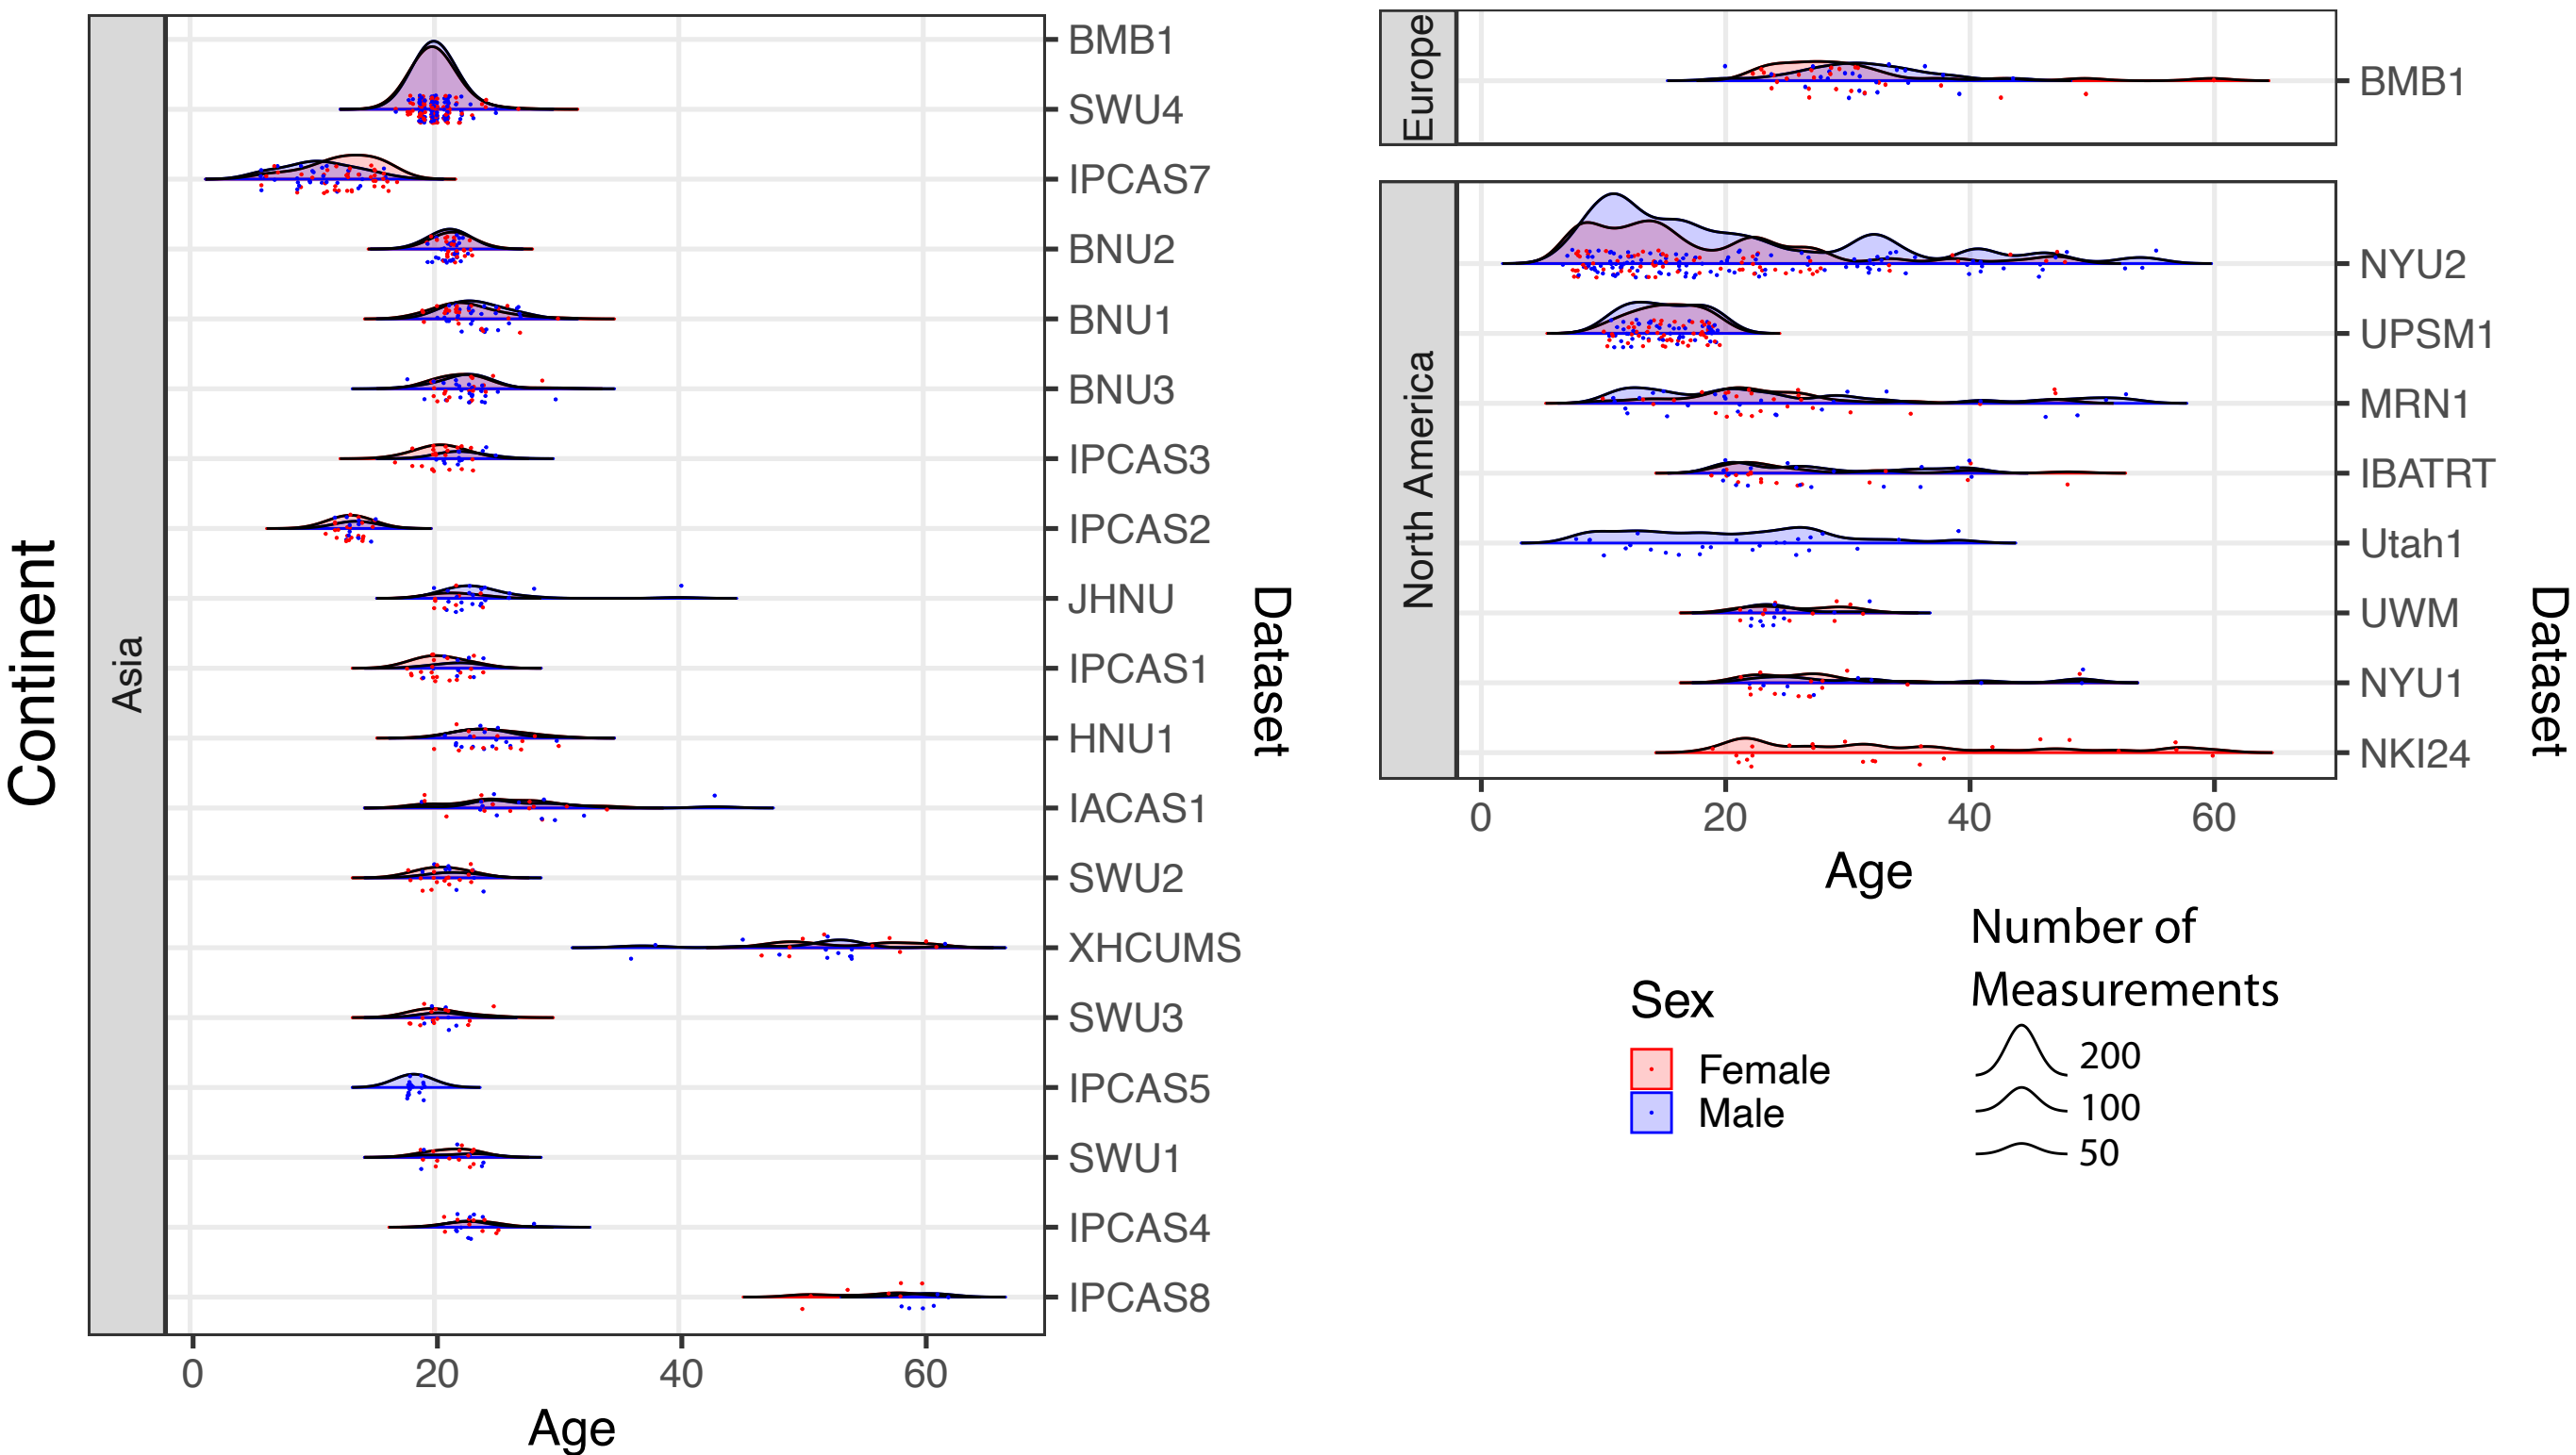 Continent
Asia
BMB1
SWU4
IPCAS7
BNU2
BNU1
BNU3
IPCAS3
IPCAS2
JHNU
IPCAS1
HNU1
IACAS1
SWU2
XHCUMS
SWU3
IPCAS5
SWU1
IPCAS4
IPCAS8
Dataset
0 20 40 60
Age
Europe
BMB1
North America
NYU2
UPSM1
MRN1
IBATRT
Utah1
UWM
NYU1
NKI24
Dataset
0 20 40 60
Age
Sex
Female
Male
Number of
Measurements
200
100
50